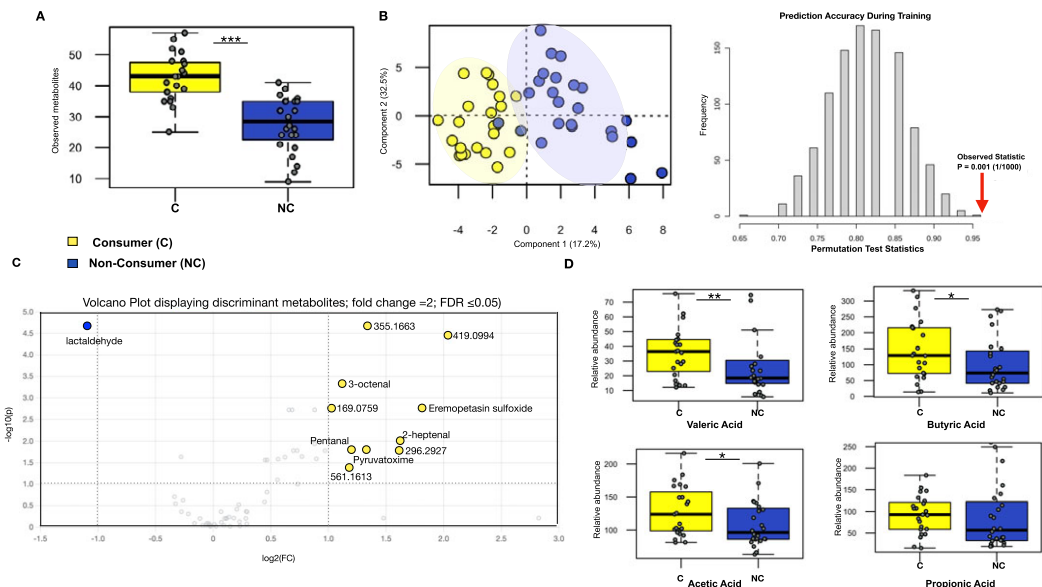 A
***
Observed metabolites
50
40
30
20
10
C
NC
B
Component 2 (32.5%)
5
0
-5
-4
-2
0
2
4
6
8
Component 1 (17.2%)
Prediction Accuracy During Training
Frequency
150
100
50
0
Observed Statistic
P = 0.001 (1/1000)
0.65
0.70
0.75
0.80
0.85
0.90
0.95
Permutation Test Statistics
Consumer (C)
Non-Consumer (NC)
C
Volcano Plot displaying discriminant metabolites; fold change =2; FDR ≤0.05)
-log10(p)
5.0
4.5
4.0
3.5
3.0
2.5
2.0
1.5
1.0
0.5
0
lactaldehyde
355.1663
419.0994
3-octenal
169.0759
Eremopetasin sulfoxide
Pentanal
2-heptenal
296.2927
Pyruvatoxime
561.1613
-1.5
-1.0
-0.5
0
0.5
1.0
1.5
2.0
2.5
3.0
log2(FC)
D
Relative abundance
70
60
50
40
30
20
10
0
**
C
NC
Valeric Acid
Relative abundance
300
250
200
150
100
50
0
*
C
NC
Butyric Acid
Relative abundance
200
150
100
*
C
NC
Acetic Acid
Relative abundance
250
200
150
100
50
0
C
NC
Propionic Acid